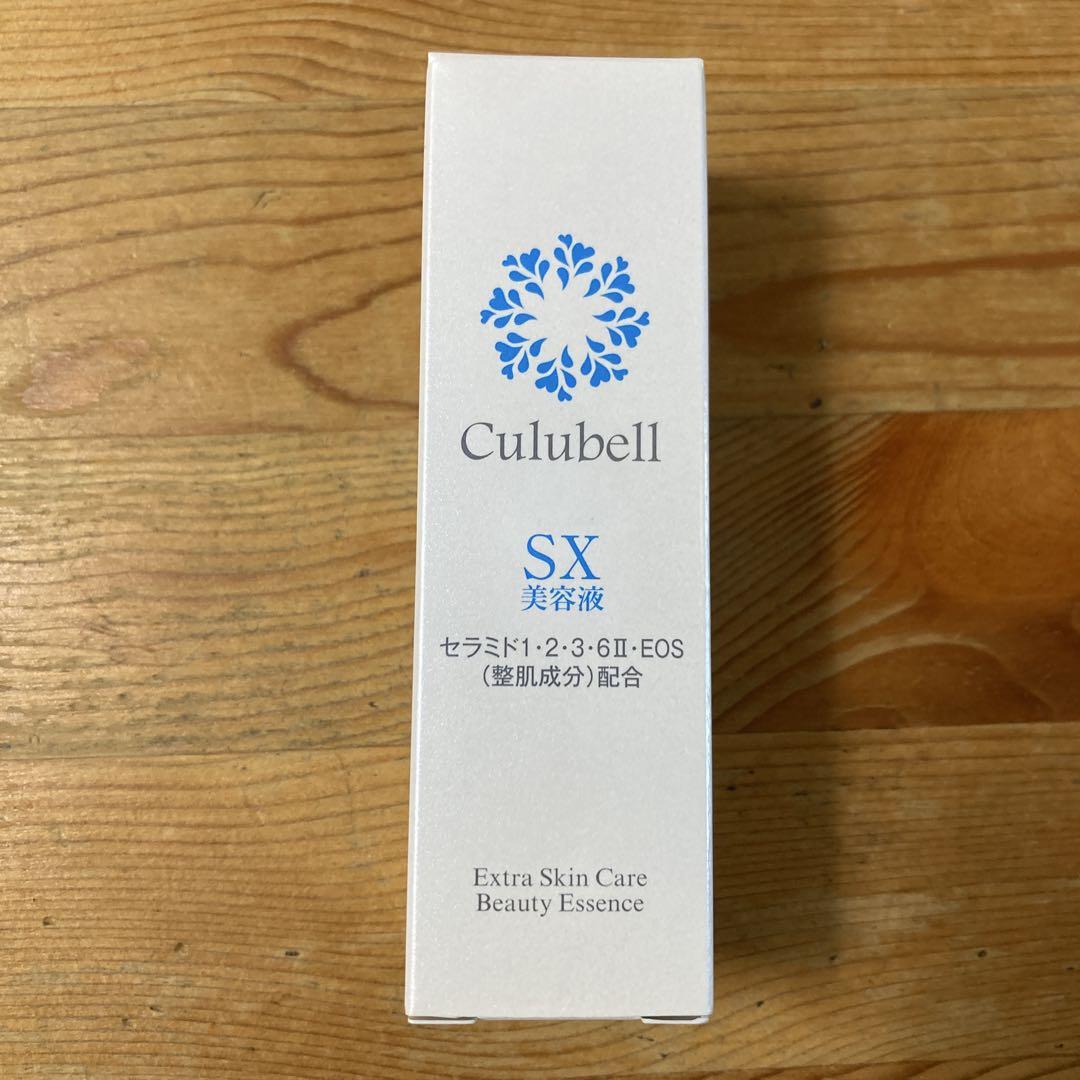 Culubell
SX
美容液
セラミド1・2・3・6Ⅱ・EOS
(整肌成分)配合
Extra Skin Care
Beauty Essence